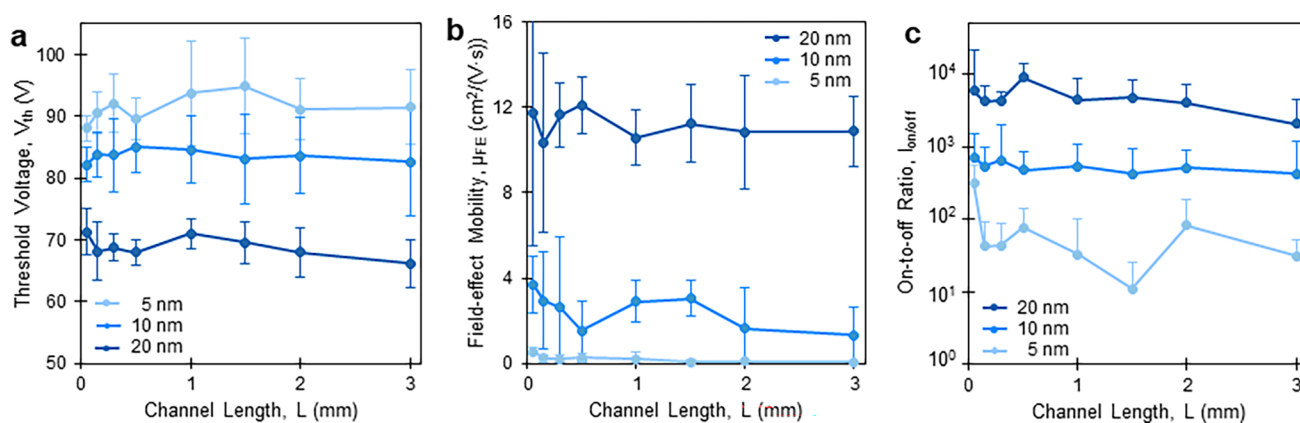 a
Threshold Voltage, Vth (V)
100
90
80
70
60
50
5 nm
10 nm
20 nm
0
1
2
3
Channel Length, L (mm)
b
Field-effect Mobility, µFE (cm²/(V·s))
16
12
8
4
0
20 nm
10 nm
5 nm
0
1
2
3
Channel Length, L (mm)
c
On-to-off Ratio, Ion/off
10⁴
10³
10²
10¹
10⁰
20 nm
10 nm
5 nm
0
1
2
3
Channel Length, L (mm)